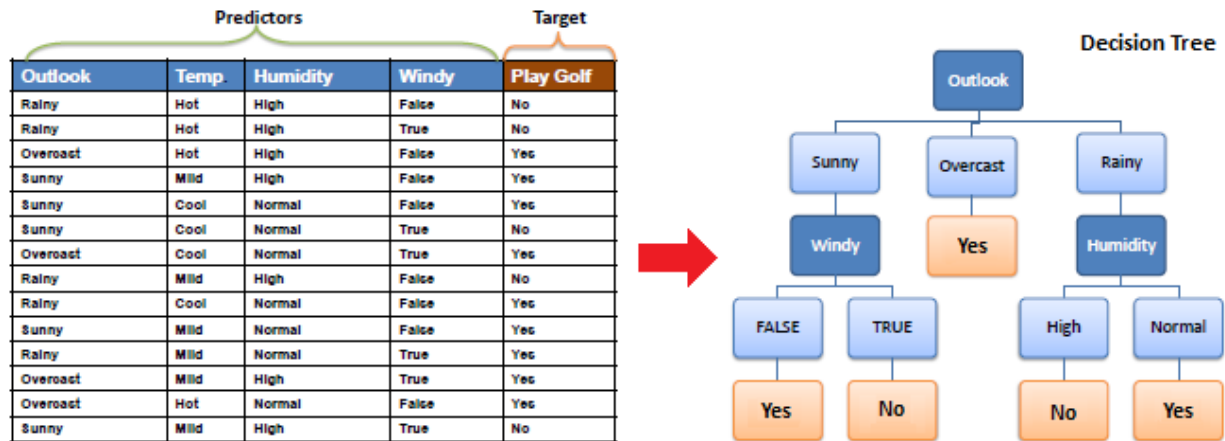 Predictors Target
Outlook Temp. Humidity Windy Play Golf
Rainy Hot High False No
Rainy Hot High True No
Overcast Hot High False Yes
Sunny Mild High False Yes
Sunny Cool Normal False Yes
Sunny Cool Normal True No
Overcast Cool Normal True Yes
Rainy Mild High False No
Rainy Cool Normal False Yes
Sunny Mild Normal False Yes
Rainy Mild Normal True Yes
Overcast Mild High True Yes
Overcast Hot Normal False Yes
Sunny Mild High True No
Decision Tree
Outlook
Sunny Overcast Rainy
Windy Yes Humidity
FALSE TRUE High Normal
Yes No No Yes